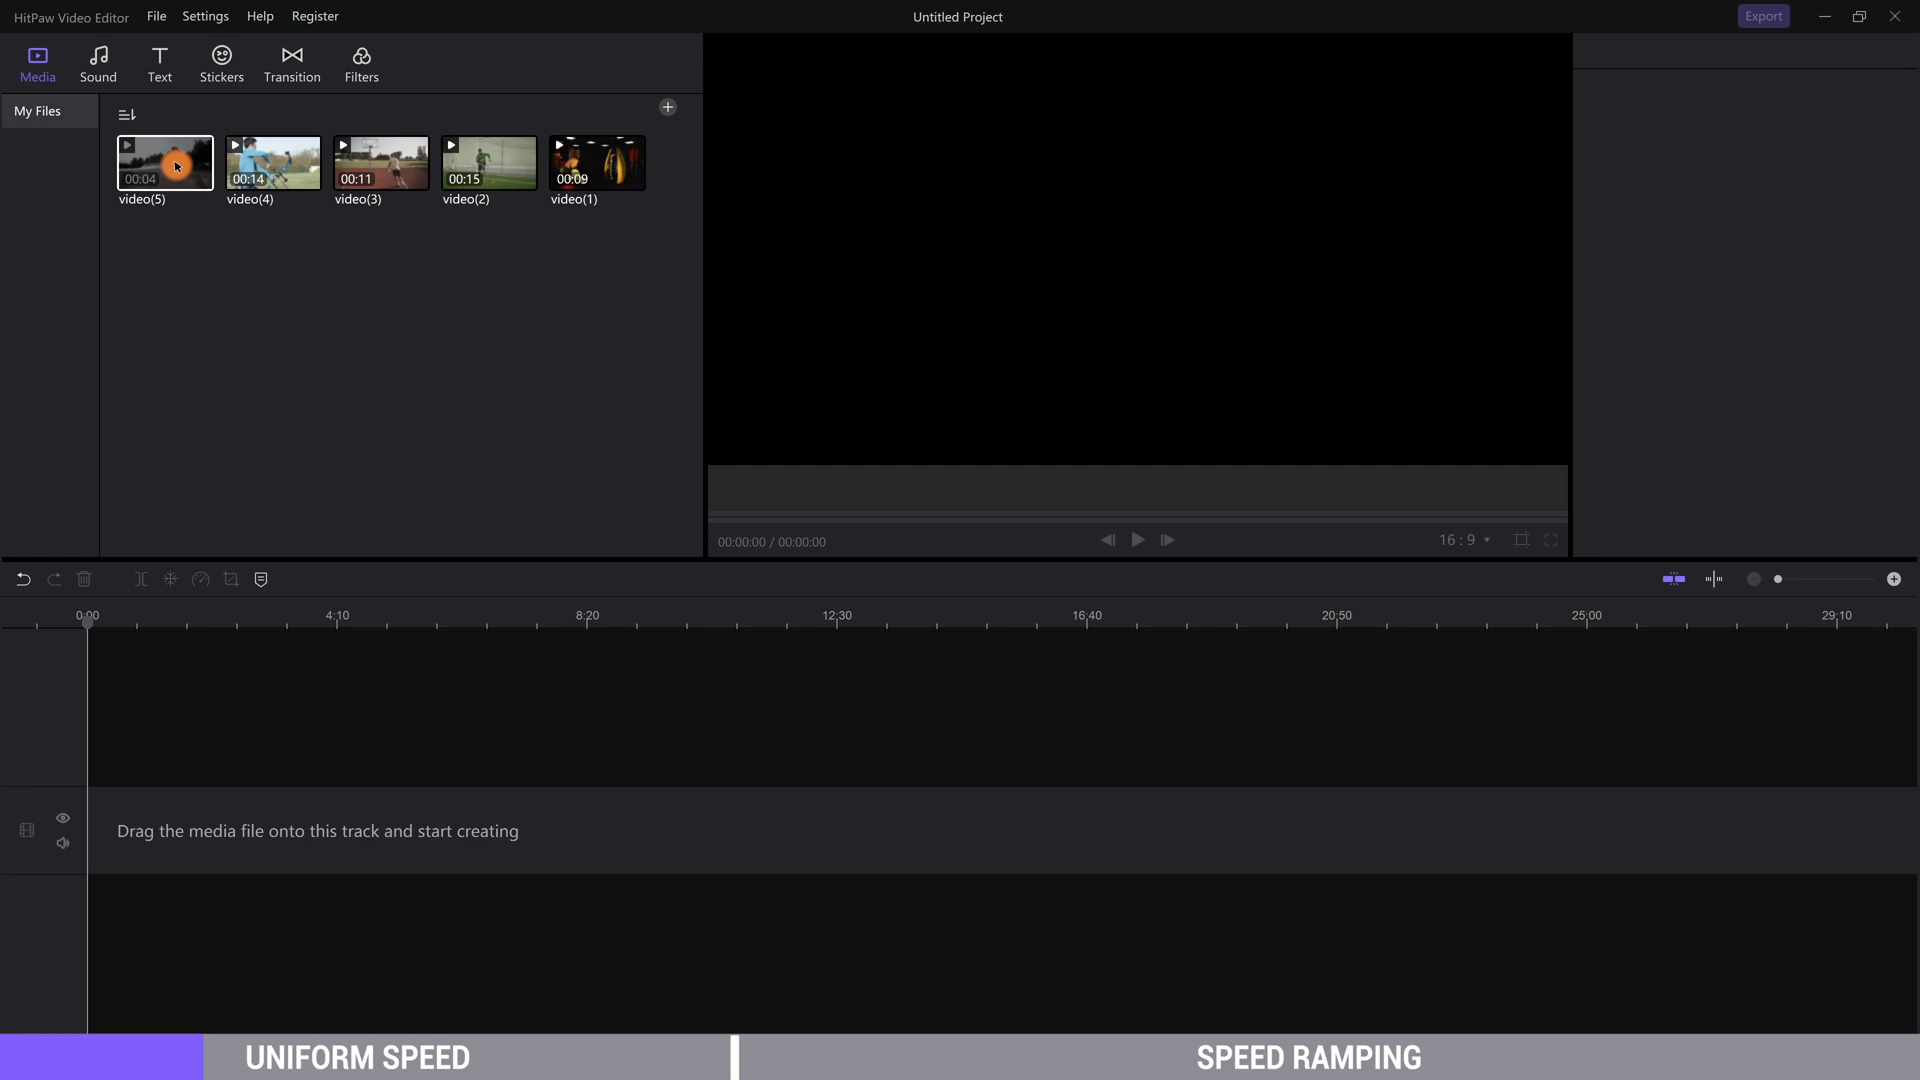 HitPaw Video Editor File Settings Help Register Untitled Project Export
Media Sound Text Stickers Transition Filters
My Files
00:04 00:14 00:11 00:15 00:09
video(5) video(4) video(3) video(2) video(1)
00:00:00 / 00:00:00 16 : 9
0:00 4:10 8:20 12:30 16:40 20:50 25:00 29:10
Drag the media file onto this track and start creating
UNIFORM SPEED SPEED RAMPING